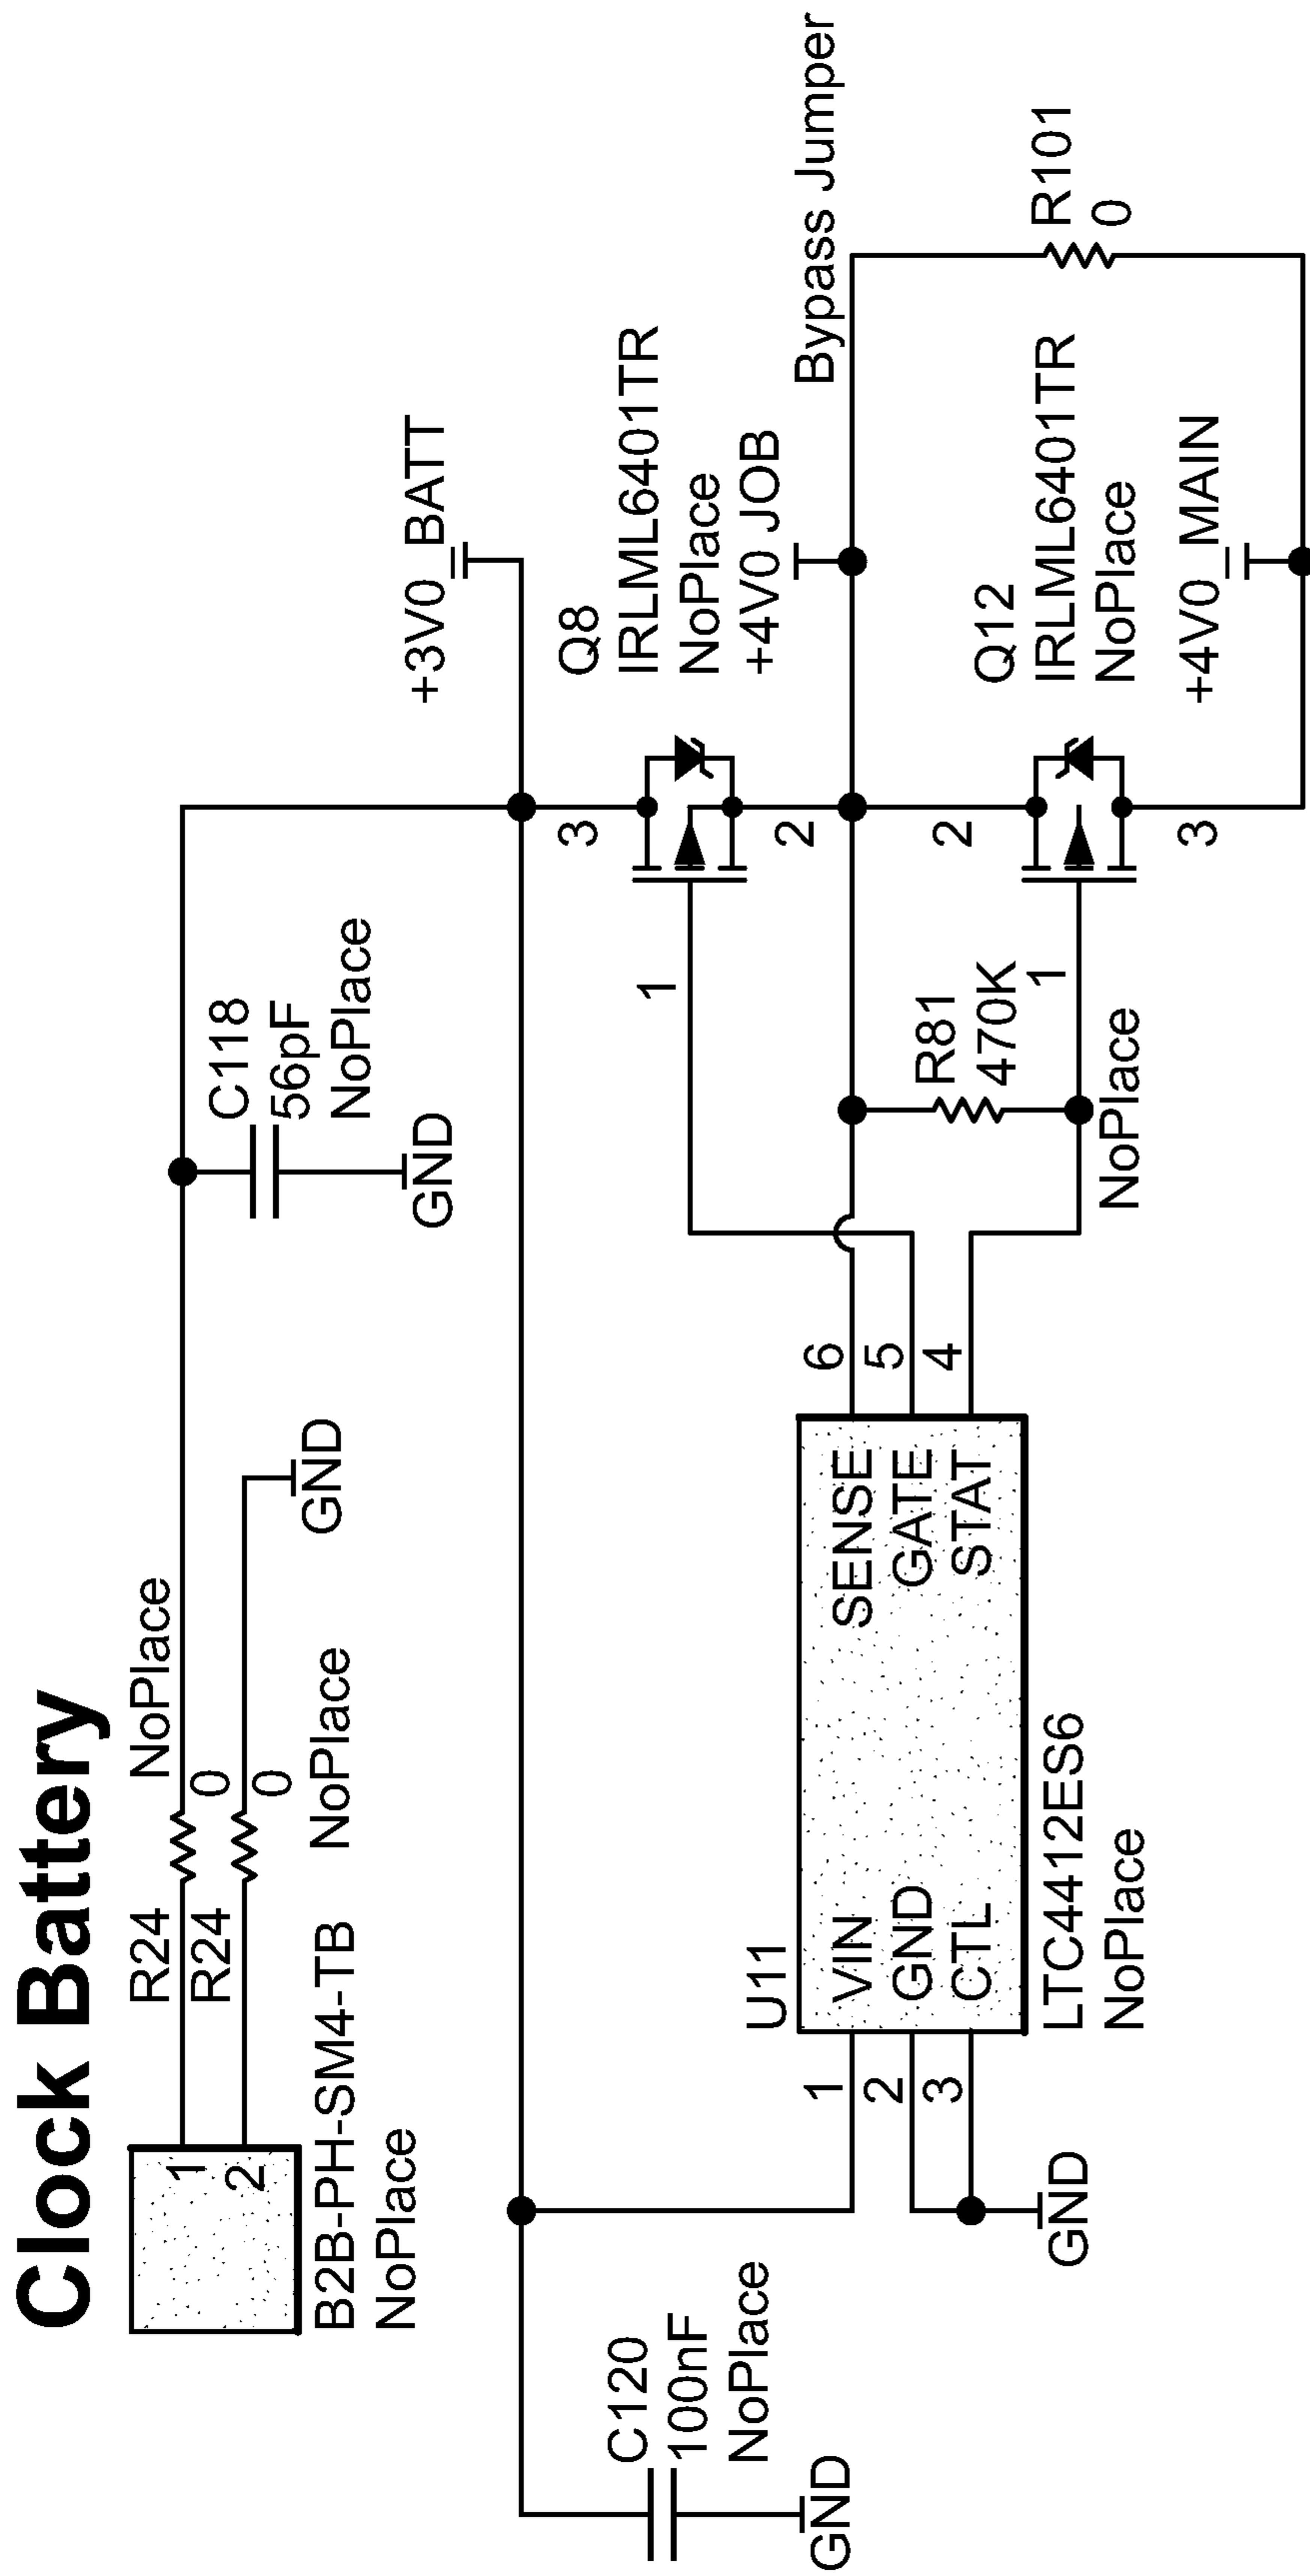 Clock Battery
R24
0
NoPlace
R24
0
NoPlace
1
2
B2B-PH-SM4-TB
NoPlace
GND
C118
56pF
NoPlace
GND
+3V0_BATT
C120
100nF
NoPlace
GND
Q8
IRLML6401TR
NoPlace
3
1
2
+4V0 JOB
Bypass Jumper
U11
1
VIN
SENSE
6
2
GND
GATE
5
3
CTL
STAT
4
LTC4412ES6
NoPlace
GND
R81
470K
NoPlace
2
1
3
Q12
IRLML6401TR
NoPlace
+4V0_MAIN
R101
0